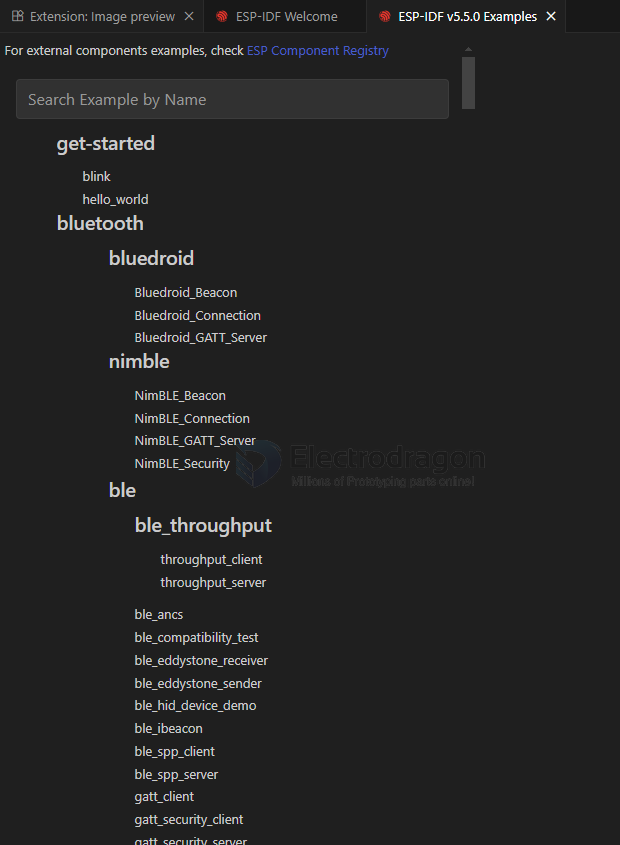 Extension: Image preview
ESP-IDF Welcome
ESP-IDF v5.5.0 Examples
For external components examples, check ESP Component Registry
Search Example by Name
get-started
blink
hello_world
bluetooth
bluedroid
Bluedroid_Beacon
Bluedroid_Connection
Bluedroid_GATT_Server
nimble
NimBLE_Beacon
NimBLE_Connection
NimBLE_GATT_Server
NimBLE_Security
Electrodragon
Millions of Prototyping parts online!
ble
ble_throughput
throughput_client
throughput_server
ble_ancs
ble_compatibility_test
ble_eddystone_receiver
ble_eddystone_sender
ble_hid_device_demo
ble_ibeacon
ble_spp_client
ble_spp_server
gatt_client
gatt_security_client
gatt_security_server